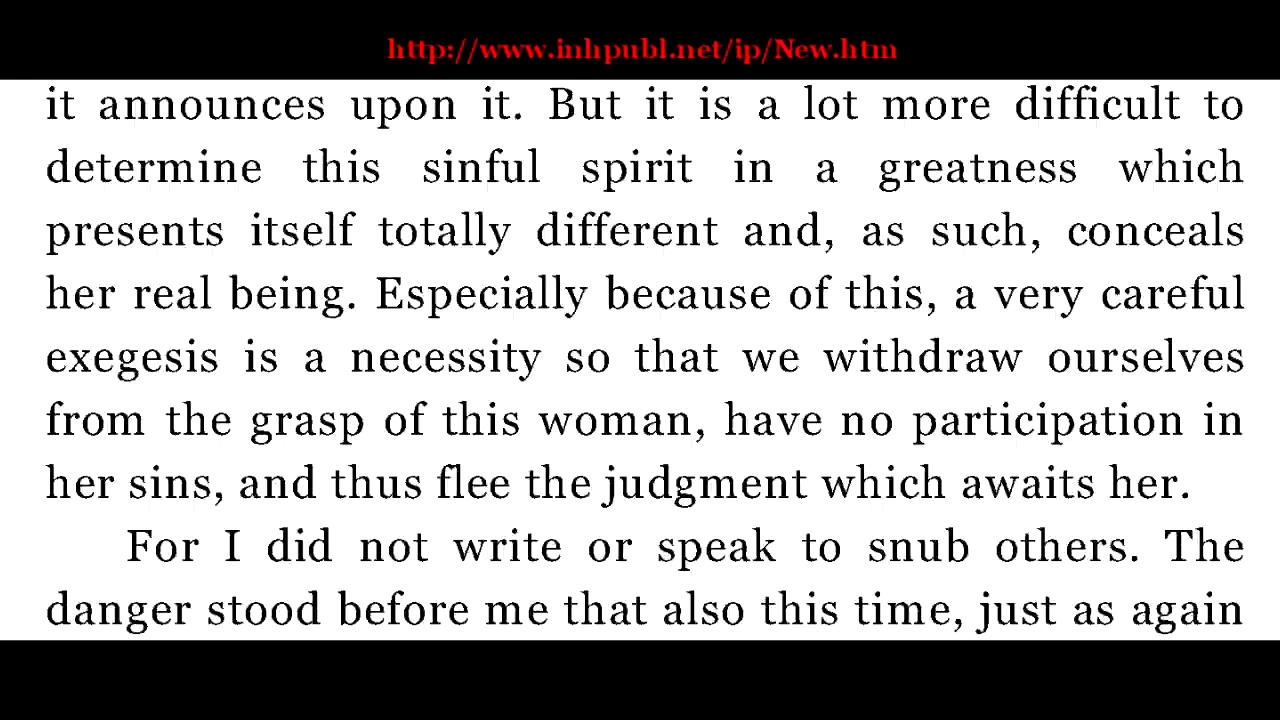 http://www.inhpubl.net/ip/New.htm
it announces upon it. But it is a lot more difficult to
determine this sinful spirit in a greatness which
presents itself totally different and, as such, conceals
her real being. Especially because of this, a very careful
exegesis is a necessity so that we withdraw ourselves
from the grasp of this woman, have no participation in
her sins, and thus flee the judgment which awaits her.
For I did not write or speak to snub others. The
danger stood before me that also this time, just as again